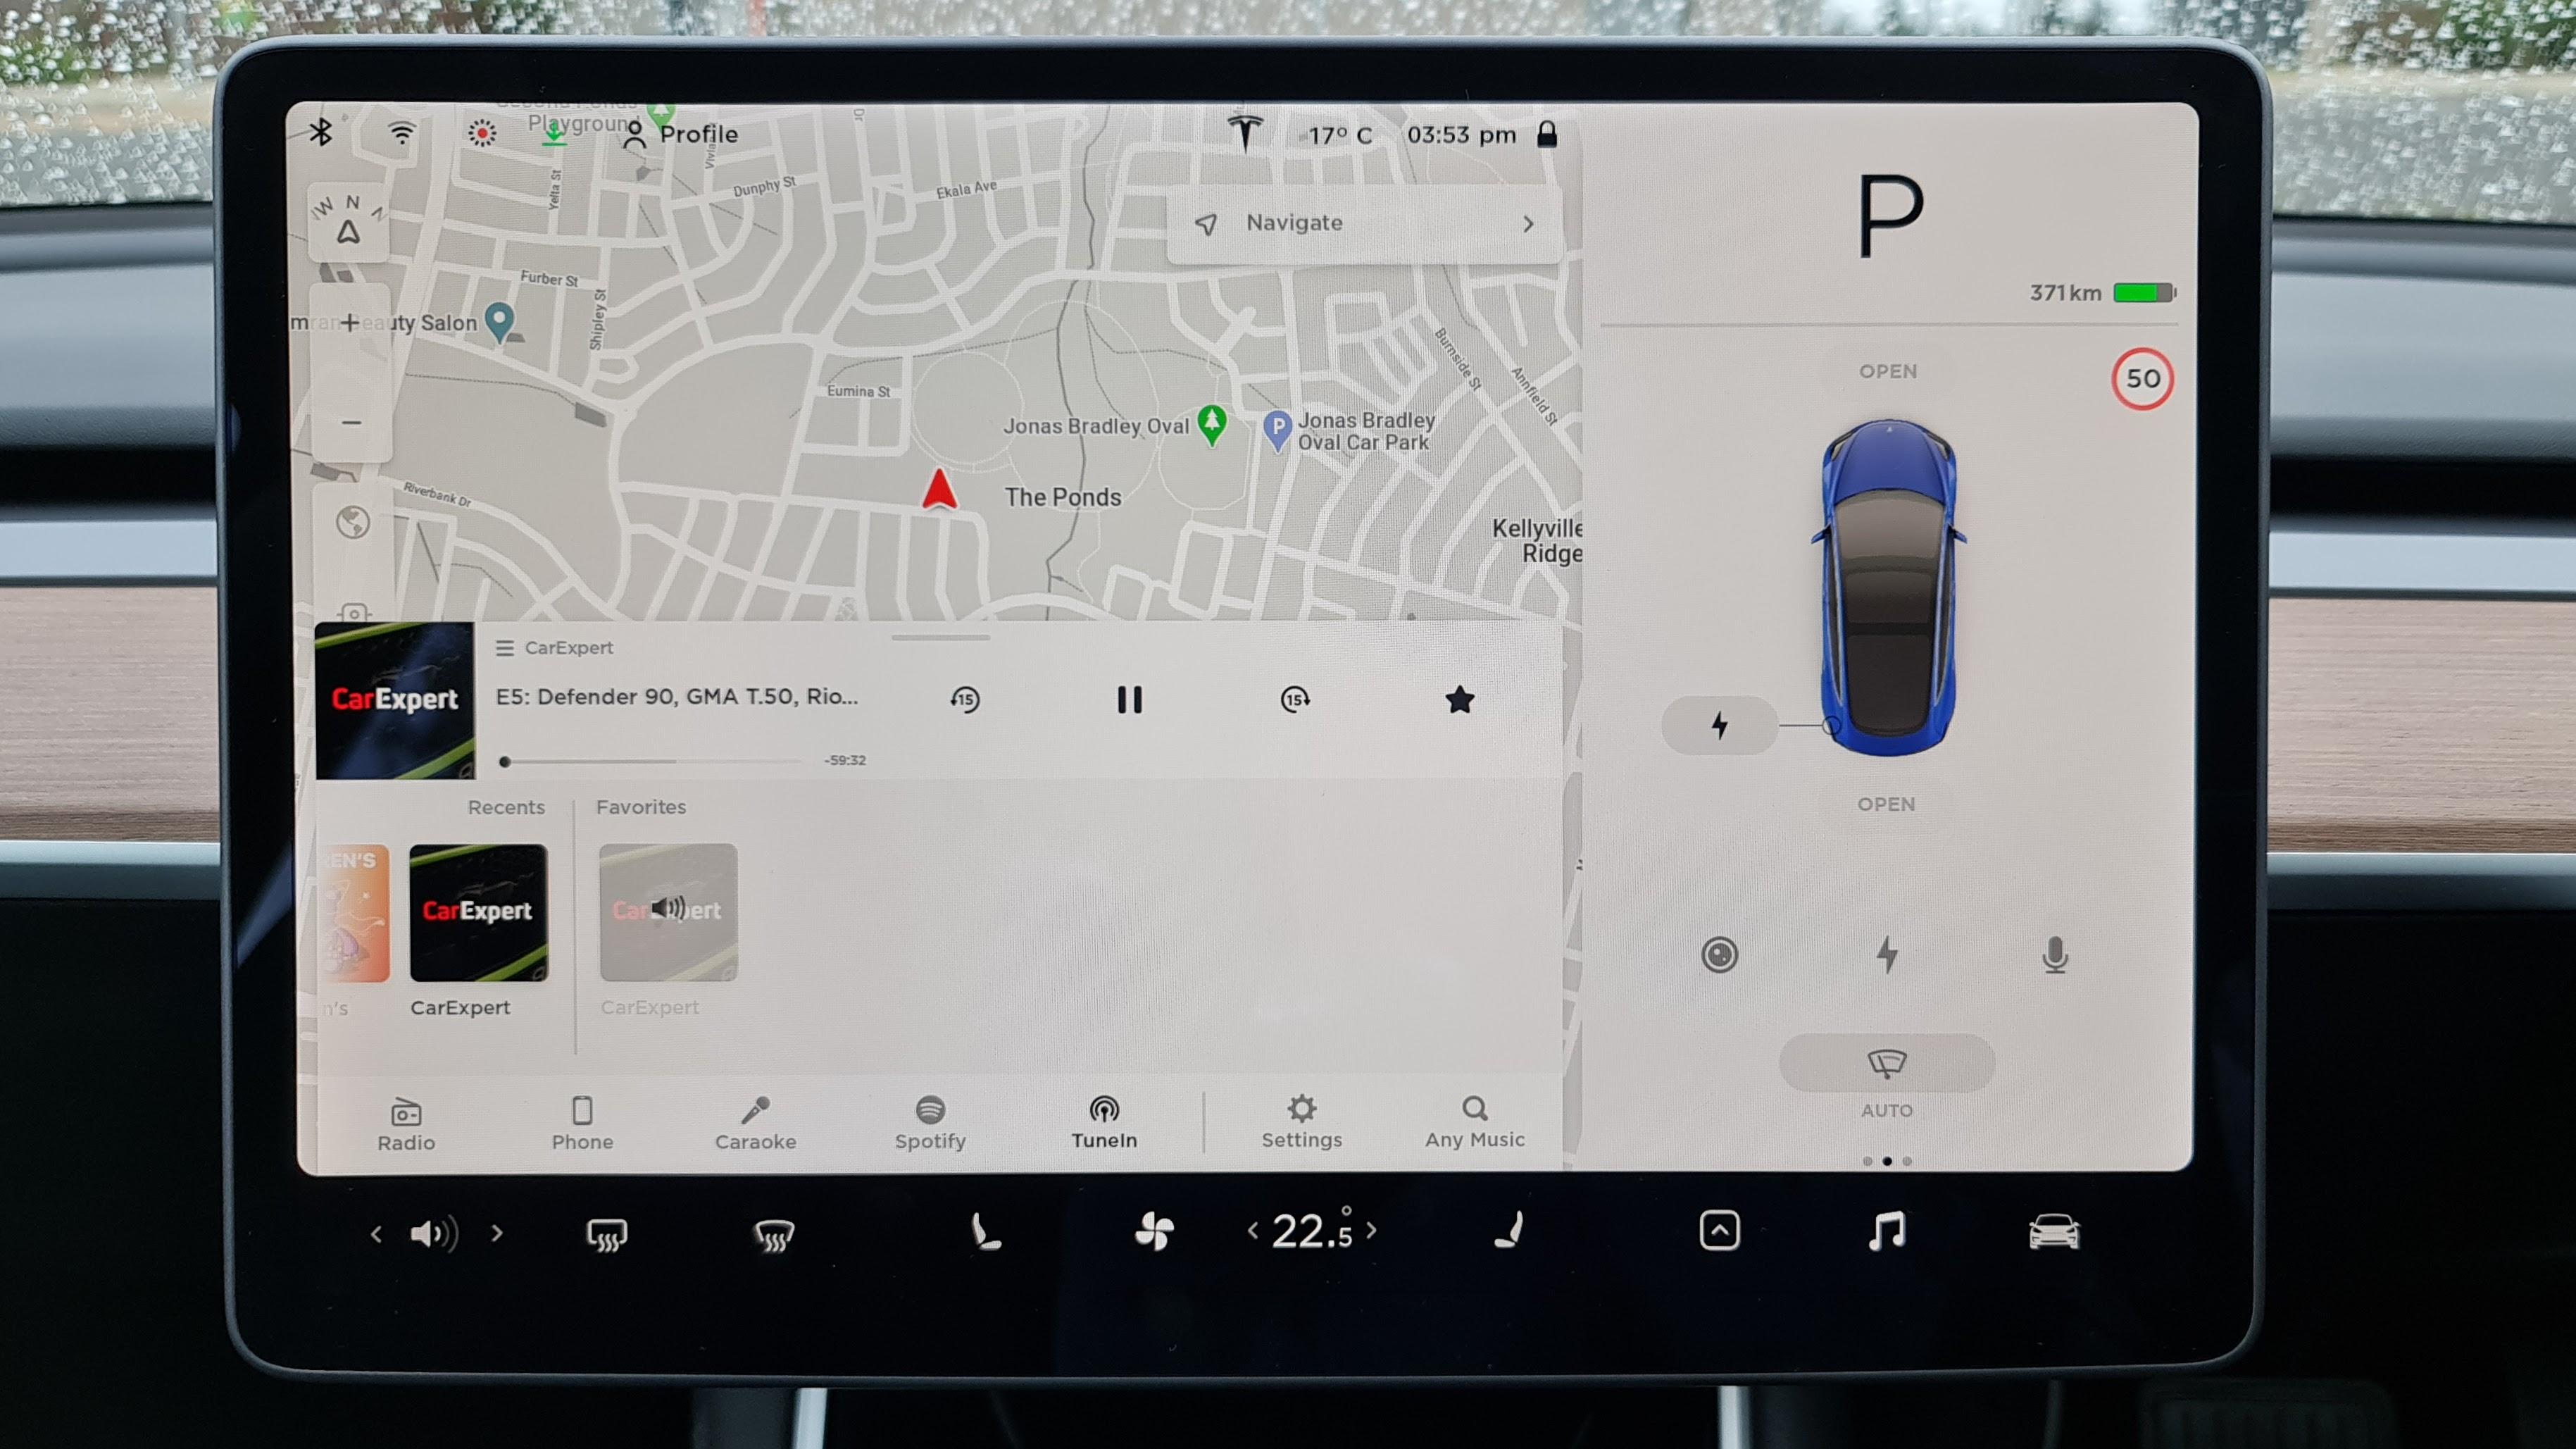 Playground
Profile
17° C
03:53 pm
W N
Yelta St
Dunphy St
Ekala Ave
Navigate
Furber St
Shipley St
Beauty Salon
Eumina St
Burnside St
Annfield St
Jonas Bradley Oval
P
Jonas Bradley
Oval Car Park
Riverbank Dr
The Ponds
Kellyville
Ridge
CarExpert
CarExpert
E5: Defender 90, GMA T.50, Rio...
15
15
-59:32
Recents
Favorites
EN'S
CarExpert
CarExpert
n's
CarExpert
CarExpert
Radio
Phone
Caraoke
Spotify
TuneIn
Settings
Any Music
P
371 km
OPEN
50
OPEN
AUTO
22.5°